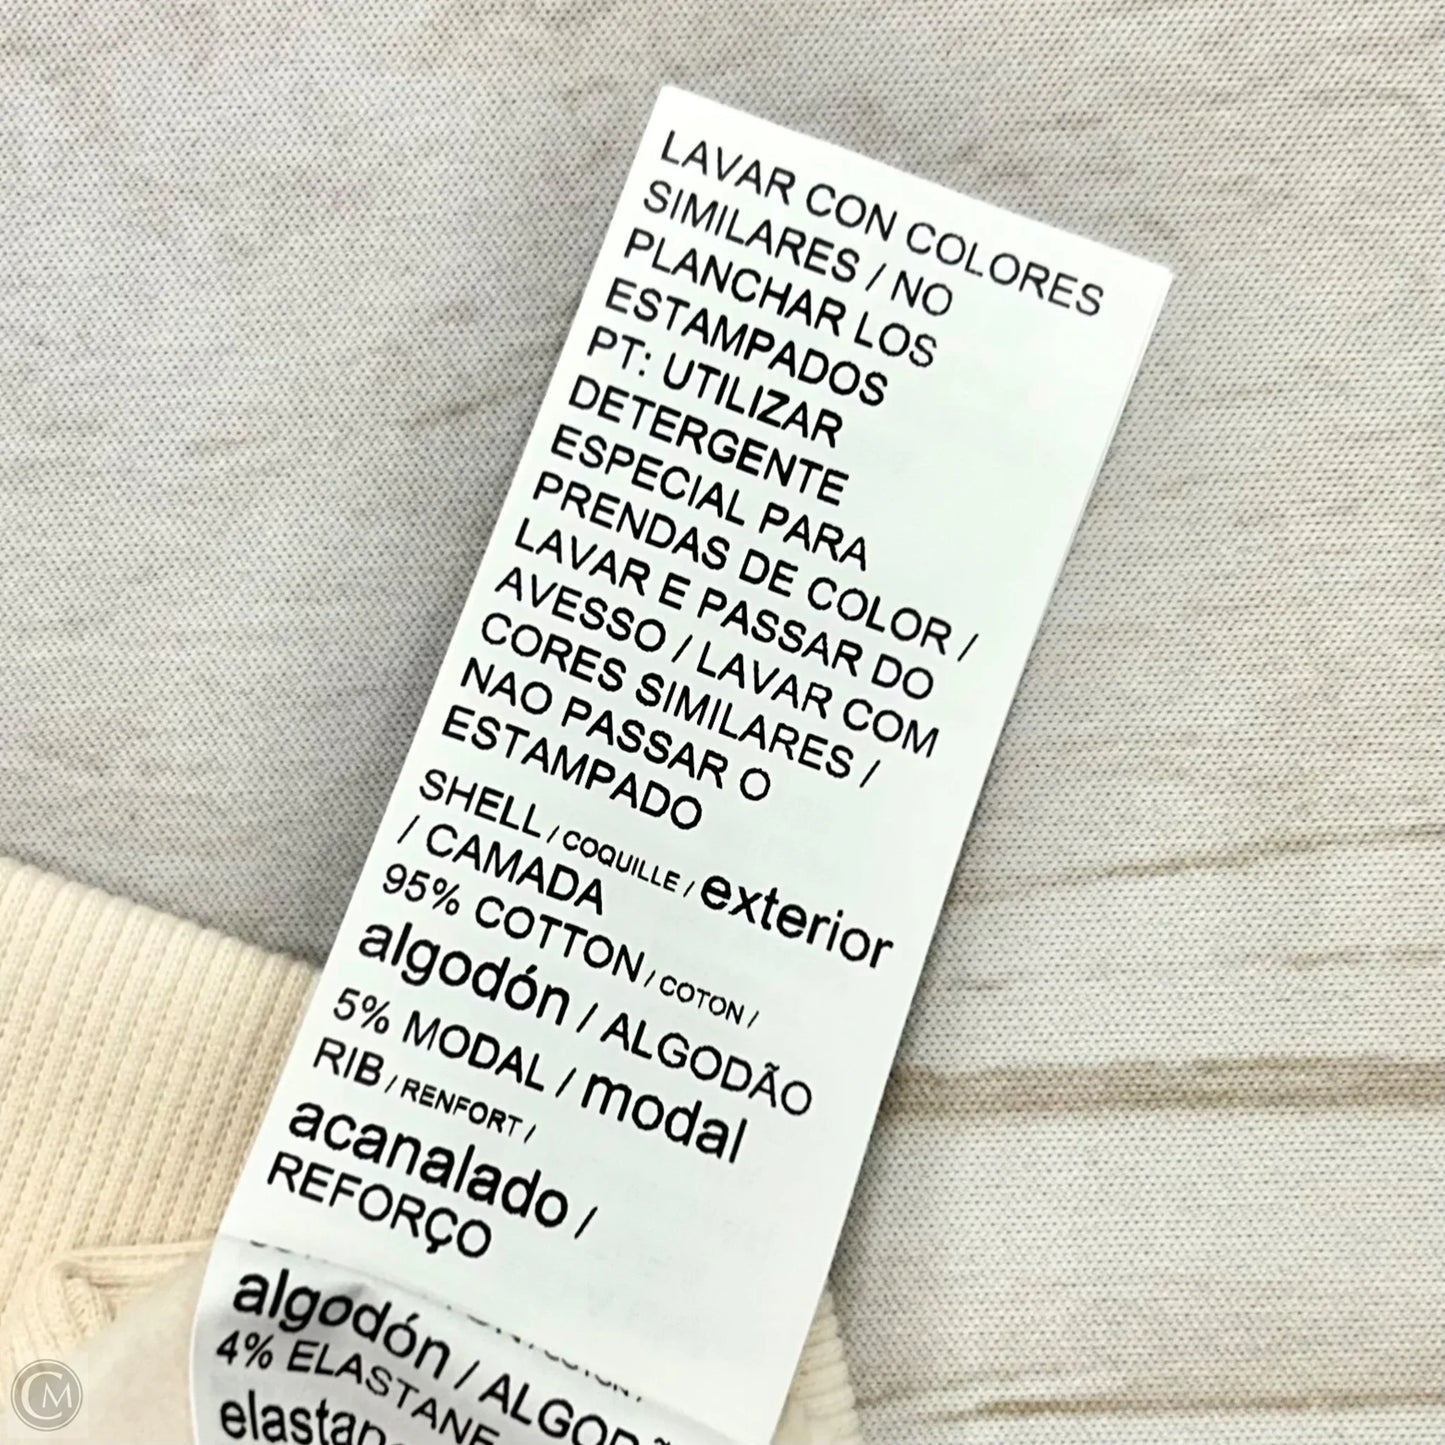 LAVAR CON COLORES
SIMILARES / NO
PLANCHAR LOS
ESTAMPADOS
PT: UTILIZAR
DETERGENTE
ESPECIAL PARA
PRENDAS DE COLOR /
LAVAR E PASSAR DO
AVESSO / LAVAR COM
CORES SIMILARES /
NAO PASSAR O
ESTAMPADO
SHELL / COQUILLE / exterior
/ CAMADA
95% COTTON / COTON /
algodón / ALGODÃO
5% MODAL / modal
RIB / RENFORT /
acanalado /
REFORÇO
algodón /
4% ELASTANE
CM